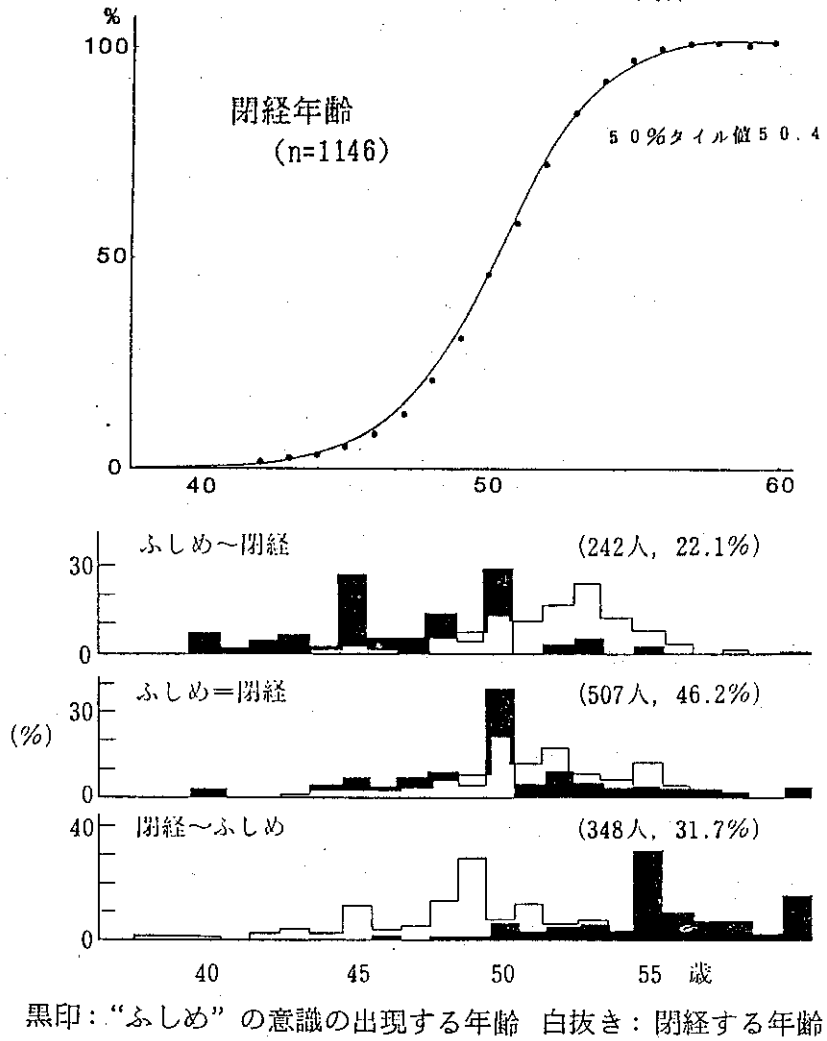 %
100
閉経年齢
(n=1146)
50%タイル値50.4
50
0
40 50 60
ふしめ~閉経 (242人, 22.1%)
30
0
ふしめ=閉経 (507人, 46.2%)
30
(%)
0
閉経~ふしめ (348人, 31.7%)
40
0
40 45 50 55 歳
黒印:“ふしめ”の意識の出現する年齢 白抜き:閉経する年齢